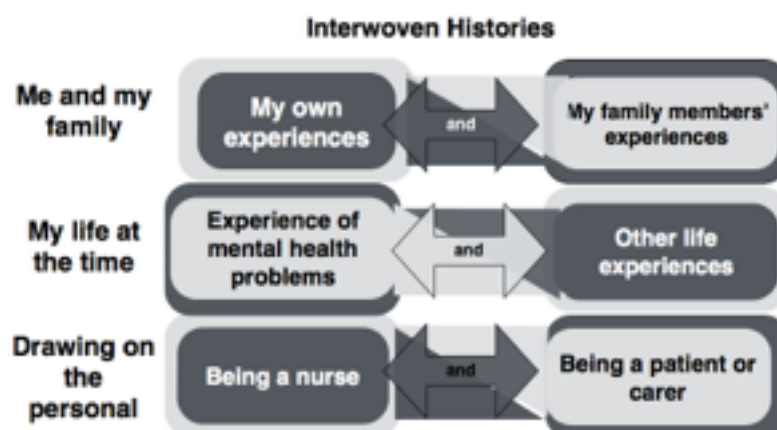 Interwoven Histories
Me and my
family
My own
experiences
and
My family members'
experiences
My life at
the time
Experience of
mental health
problems
and
Other life
experiences
Drawing on
the
personal
Being a nurse
and
Being a patient or
carer